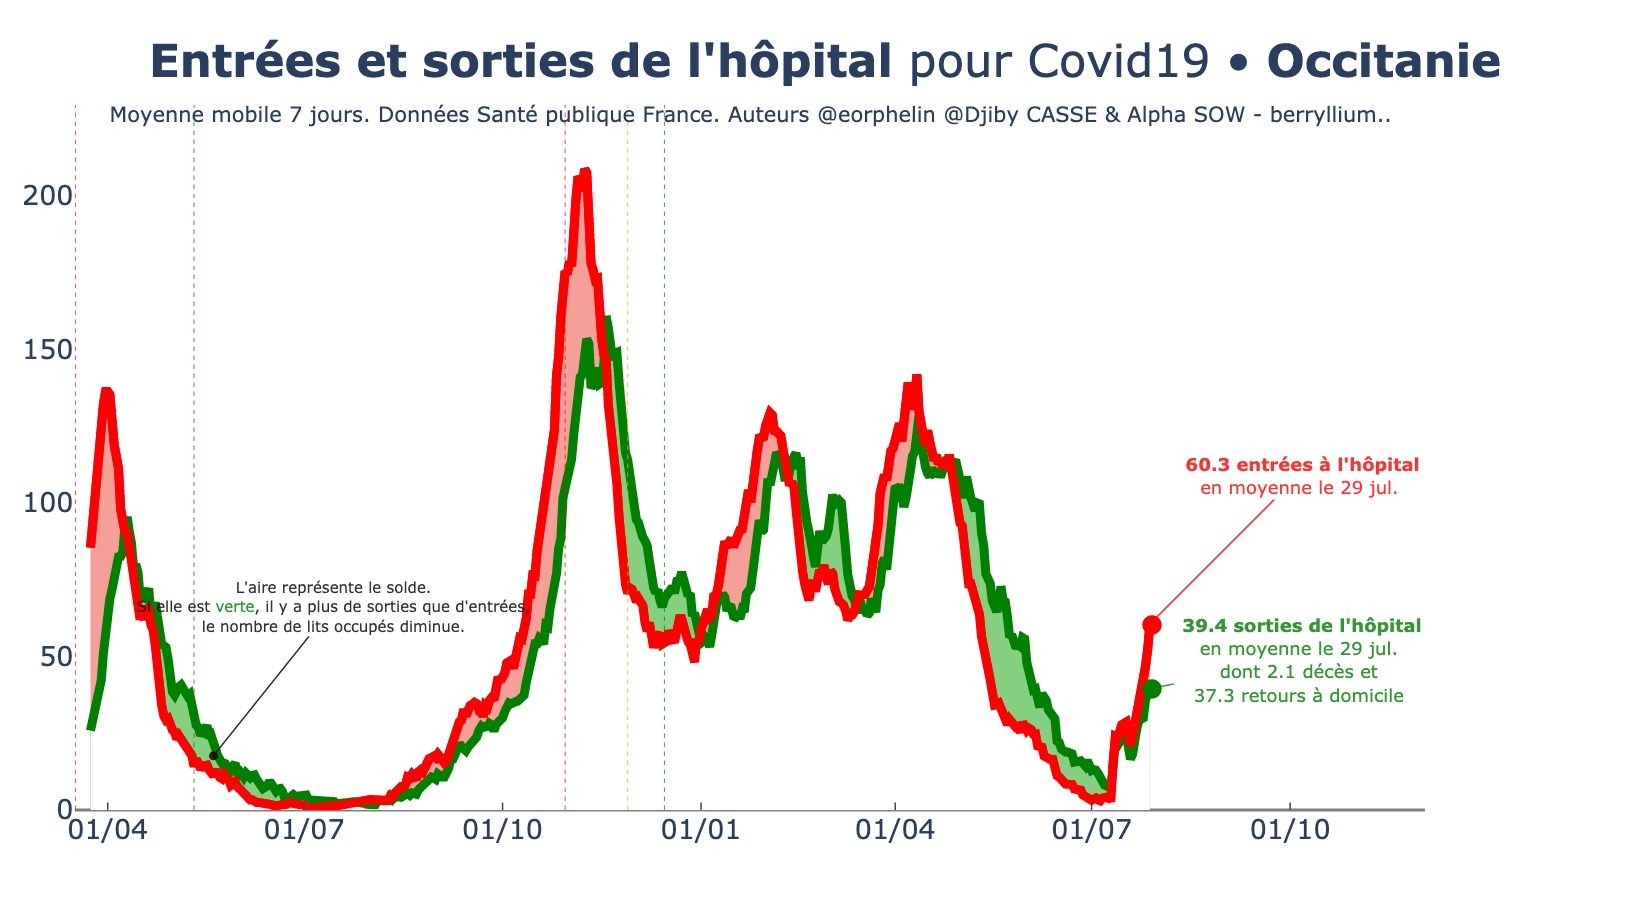 Entrées et sorties de l'hôpital pour Covid19 • Occitanie
Moyenne mobile 7 jours. Données Santé publique France. Auteurs @eorphelin @Djiby CASSE & Alpha SOW - berryllium..
200
150
100
50
0
L'aire représente le solde.
Si elle est verte, il y a plus de sorties que d'entrées,
le nombre de lits occupés diminue.
60.3 entrées à l'hôpital
en moyenne le 29 jul.
39.4 sorties de l'hôpital
en moyenne le 29 jul.
dont 2.1 décès et
37.3 retours à domicile
01/04 01/07 01/10 01/01 01/04 01/07 01/10